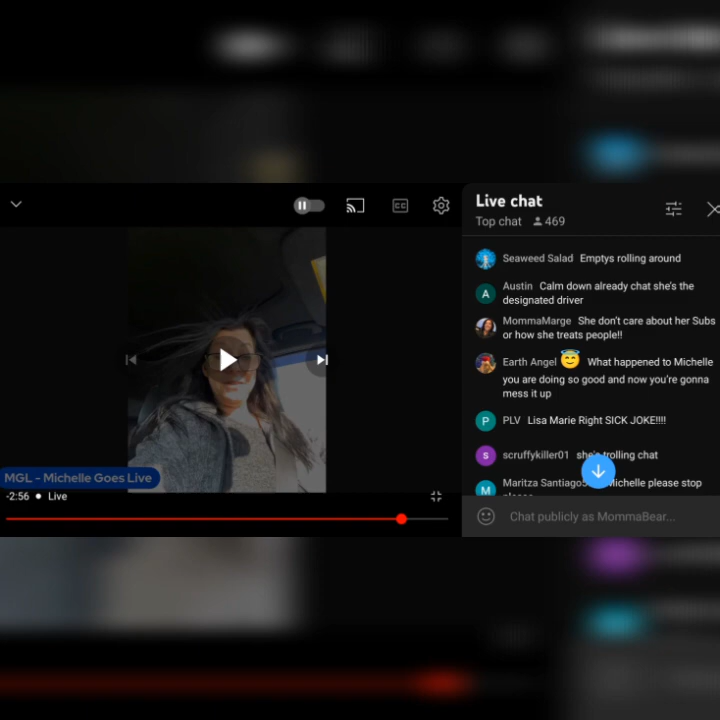 Live chat
Top chat 469
Seaweed Salad Emptys rolling around
A Austin Calm down already chat she's the
designated driver
MommaMarge She don't care about her Subs
or how she treats people!!
Earth Angel 😇 What happened to Michelle
you are doing so good and now you're gonna
mess it up
P PLV Lisa Marie Right SICK JOKE!!!!
S scruffykiller01 she's trolling chat
M Maritza Santiago Michelle please stop
please
Chat publicly as MommaBear...
CC
MGL - Michelle Goes Live
-2:56 • Live